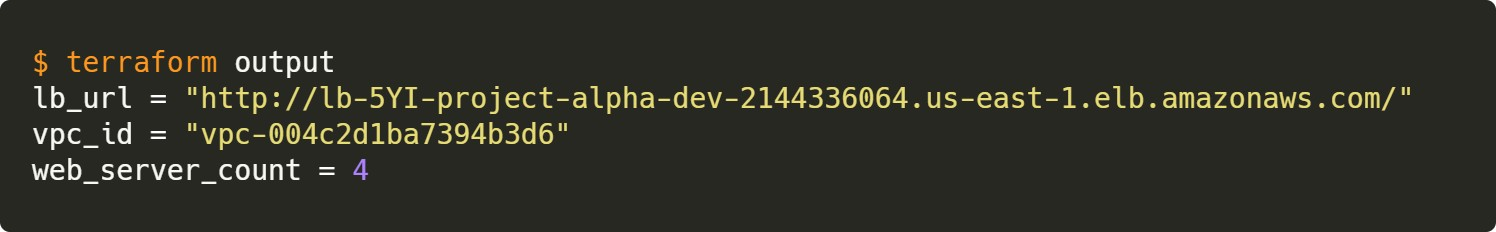 $ terraform output
lb_url = "http://lb-5YI-project-alpha-dev-2144336064.us-east-1.elb.amazonaws.com/"
vpc_id = "vpc-004c2d1ba7394b3d6"
web_server_count = 4